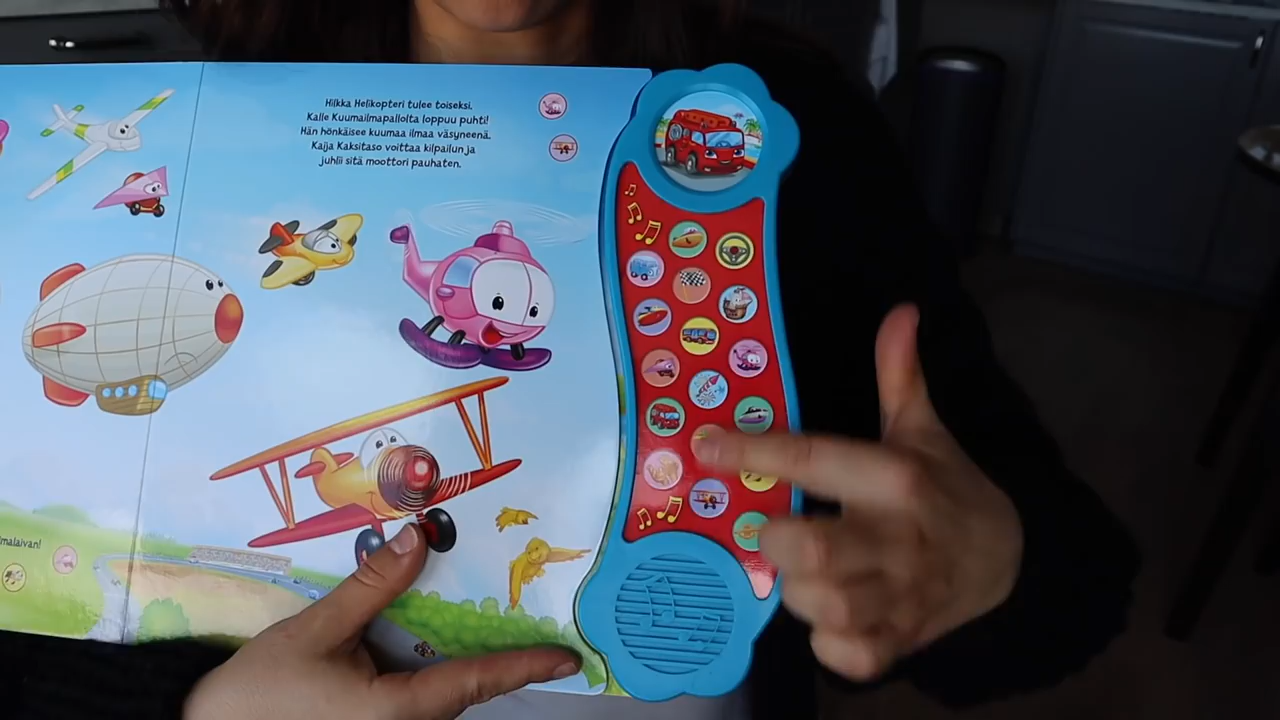 Hilkka Helikopteri tulee toiseksi.
Kalle Kuumailmapallolta loppuu puhti!
Hän hönkäisee kuumaa ilmaa väsyneenä.
Kaija Kaksitaso voittaa kilpailun ja
juhlii sitä moottori pauhaten.
malaivan!